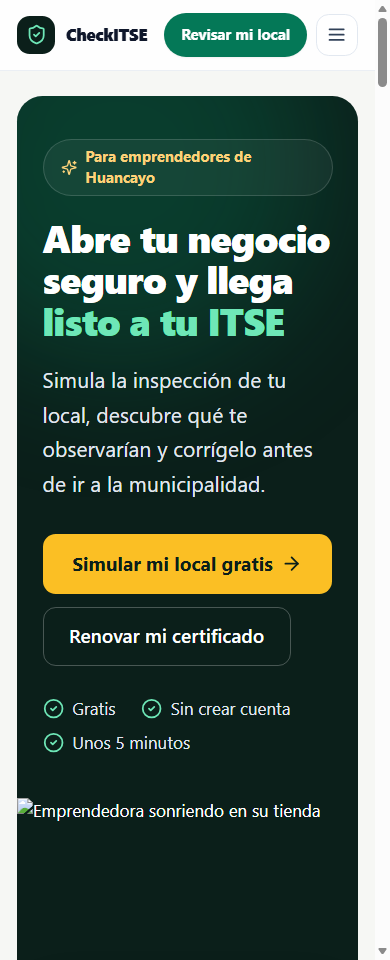 CheckITSE
Revisar mi local
Para emprendedores de
Huancayo
Abre tu negocio
seguro y llega
listo a tu ITSE
Simula la inspección de tu
local, descubre qué te
observarían y corrígelo antes
de ir a la municipalidad.
Simular mi local gratis
Renovar mi certificado
Gratis
Sin crear cuenta
Unos 5 minutos
Emprendedora sonriendo en su tienda